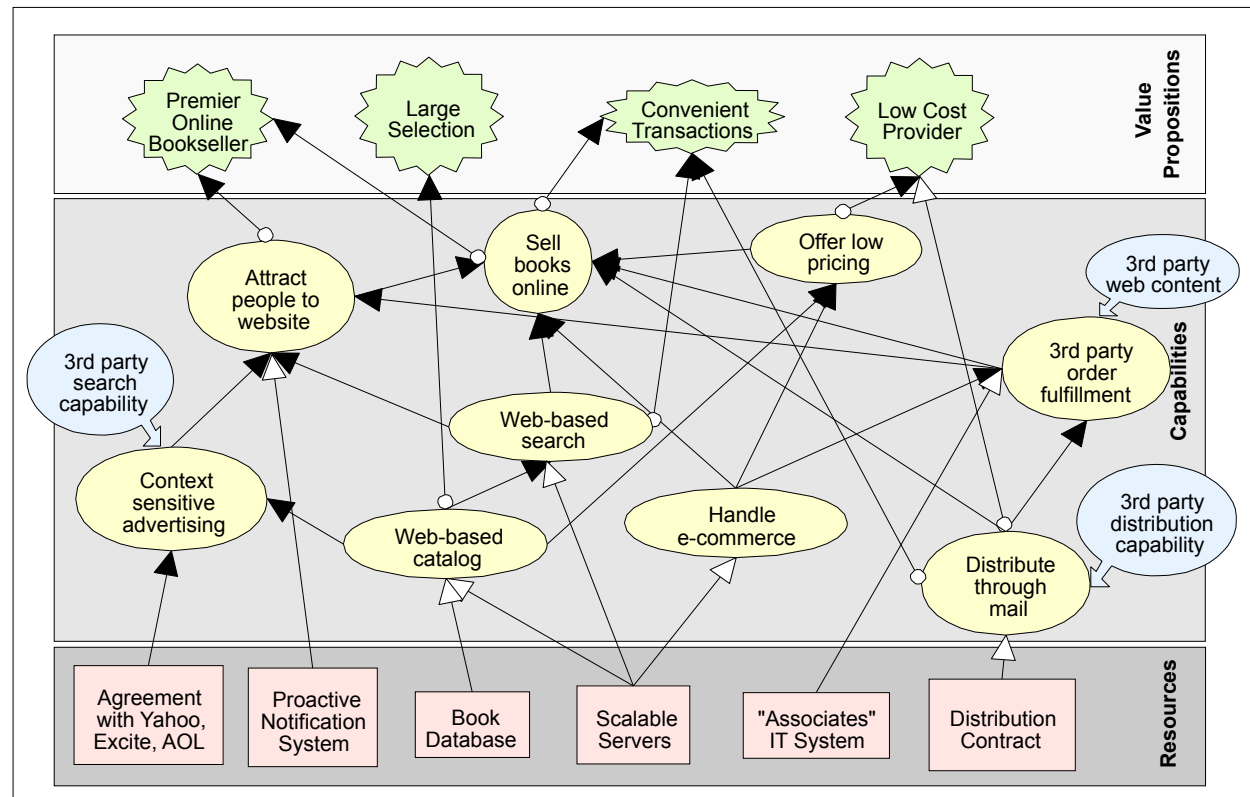 Premier
Online
Bookseller
Large
Selection
Convenient
Transactions
Low Cost
Provider
Value
Propositions
Attract
people to
website
Sell
books
online
Offer low
pricing
3rd party
web content
3rd party
search
capability
Web-based
search
3rd party
order
fulfillment
Capabilities
Context
sensitive
advertising
Web-based
catalog
Handle
e-commerce
Distribute
through
mail
3rd party
distribution
capability
Agreement
with Yahoo,
Excite, AOL
Proactive
Notification
System
Book
Database
Scalable
Servers
"Associates"
IT System
Distribution
Contract
Resources